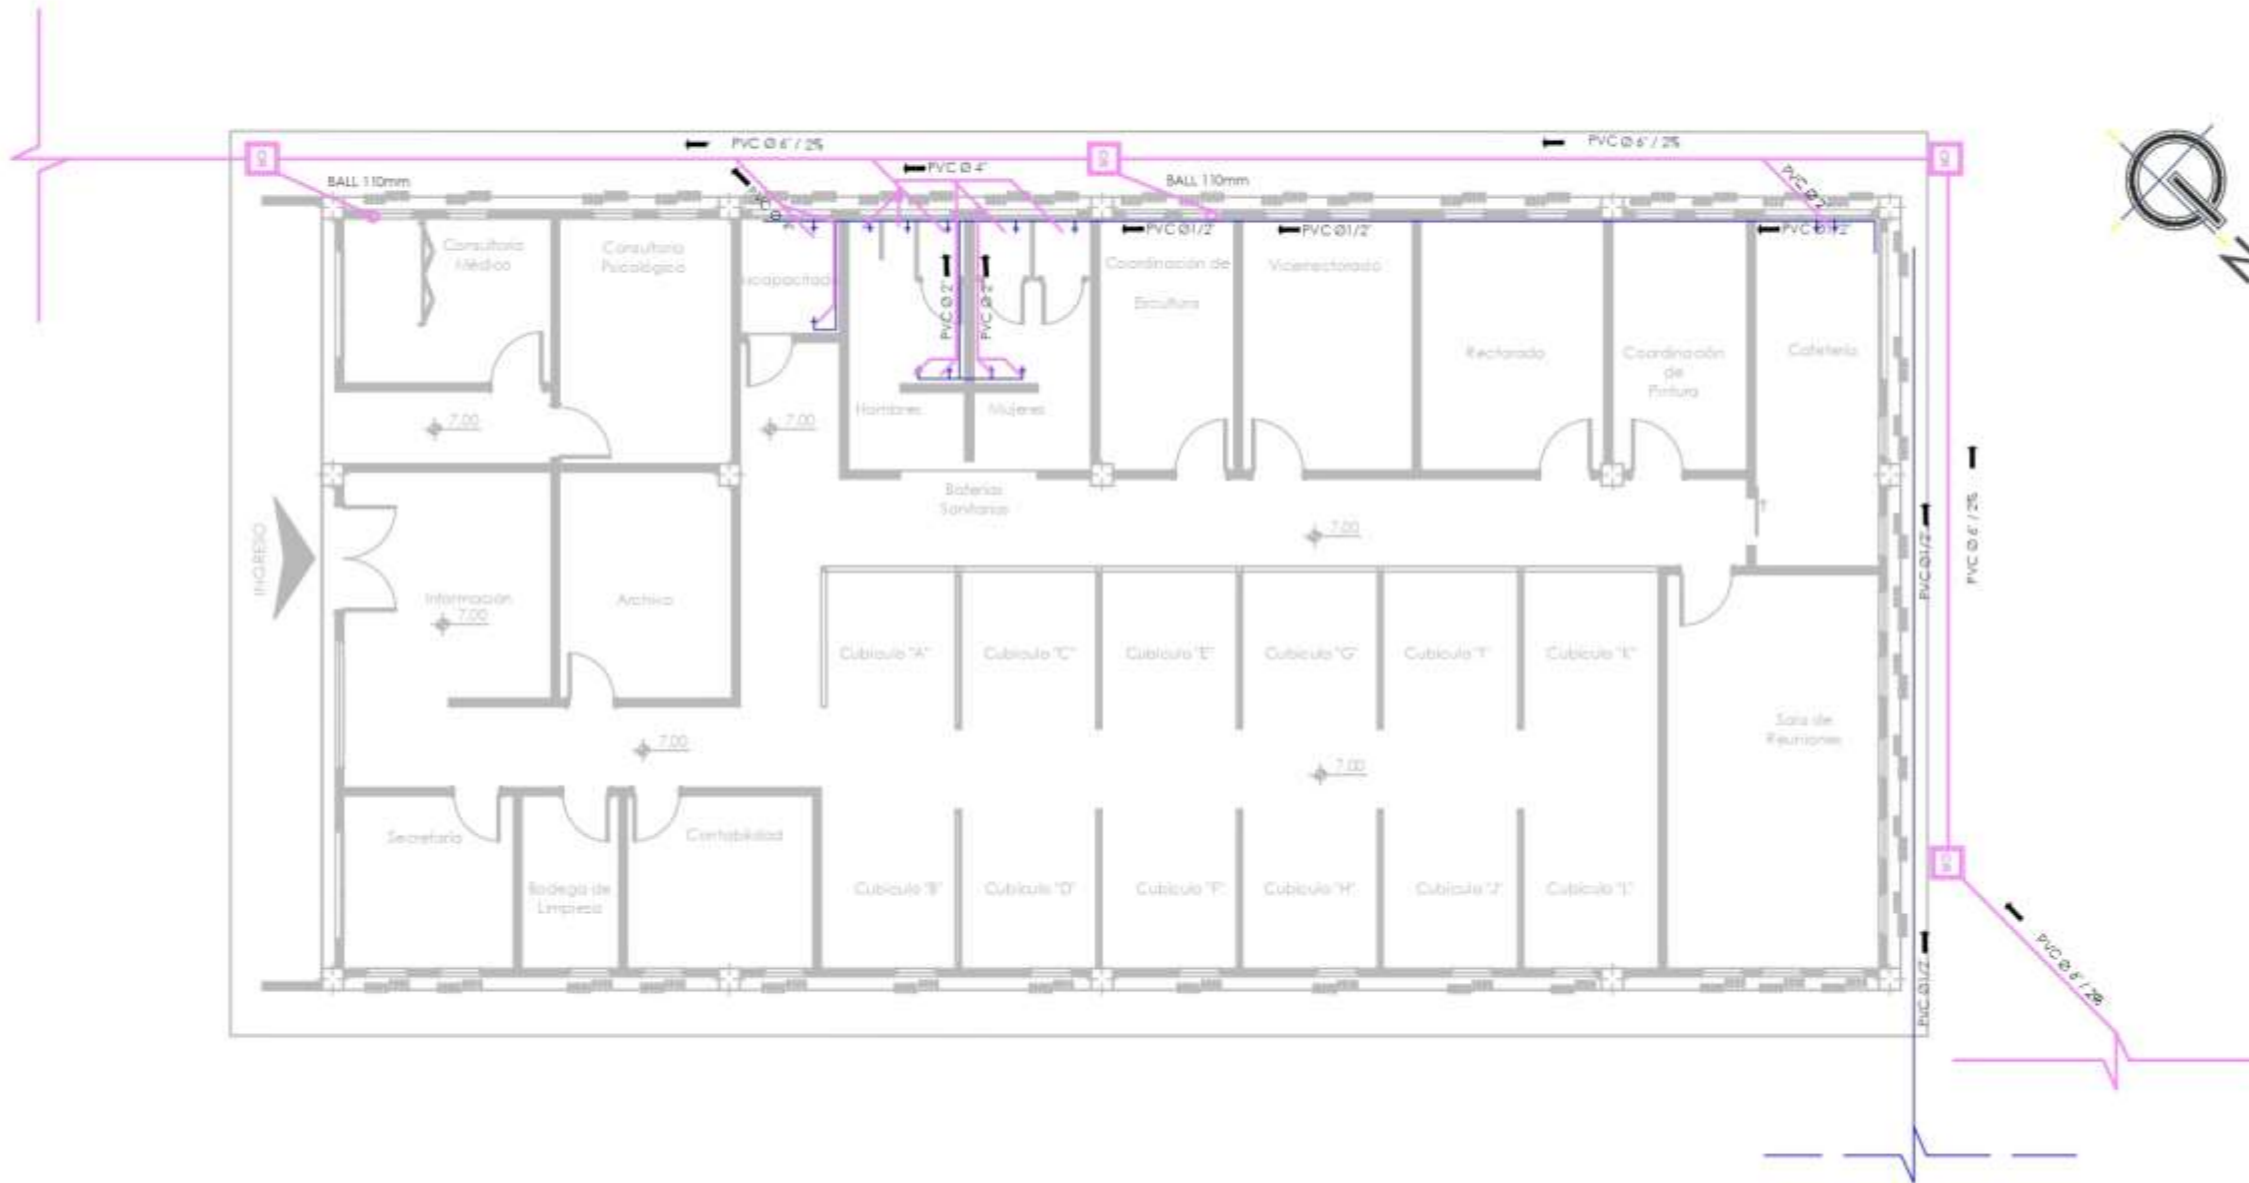 PVC Ø 6" / 2%
PVC Ø 6" / 2%
PVC Ø 4"
BALL 110mm
BALL 110mm
PVC Ø 2"
PVC Ø
PVC Ø1/2"
PVC Ø1/2"
PVC Ø1/2"
N
Consultorio
Médico
Consultorio
Psicológico
Coordinación de
Escultura
Vicerrectorado
Rectorado
Coordinación
de
Pintura
Cafetería
PVC Ø 2"
PVC Ø 2"
Hombres
Mujeres
7.00
7.00
Baterías
Sanitarias
7.00
INGRESO
Información
7.00
Archivo
PVC Ø1/2"
PVC Ø 6" / 2%
Cubículo "A"
Cubículo "C"
Cubículo "E"
Cubículo "G"
Cubículo "K"
Sala de
Reuniones
7.00
7.00
Secretaría
Bodega de
Limpieza
Contabilidad
Cubículo "B"
Cubículo "D"
Cubículo "F"
Cubículo "H"
Cubículo "J"
Cubículo "L"
PVC Ø1/2"
PVC Ø 6" / 2%